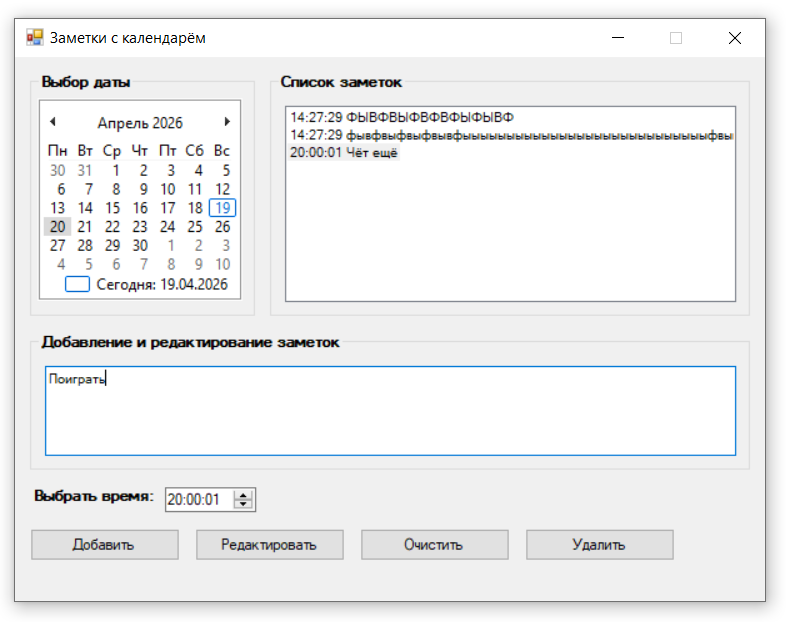 Заметки с календарём
Выбор даты
Апрель 2026
Пн Вт Ср Чт Пт Сб Вс
30 31 1 2 3 4 5
6 7 8 9 10 11 12
13 14 15 16 17 18 19
20 21 22 23 24 25 26
27 28 29 30 1 2 3
4 5 6 7 8 9 10
Сегодня: 19.04.2026
Список заметок
14:27:29 ФЫВФВЫФВФВФЫФЫВФ
14:27:29 фывфвыфвыфвывфыыыыыыыыыыыыыыыыыыыыыыыыыыыфвы
20:00:01 Чёт ещё
Добавление и редактирование заметок
Поиграть
Выбрать время: 20:00:01
Добавить Редактировать Очистить Удалить